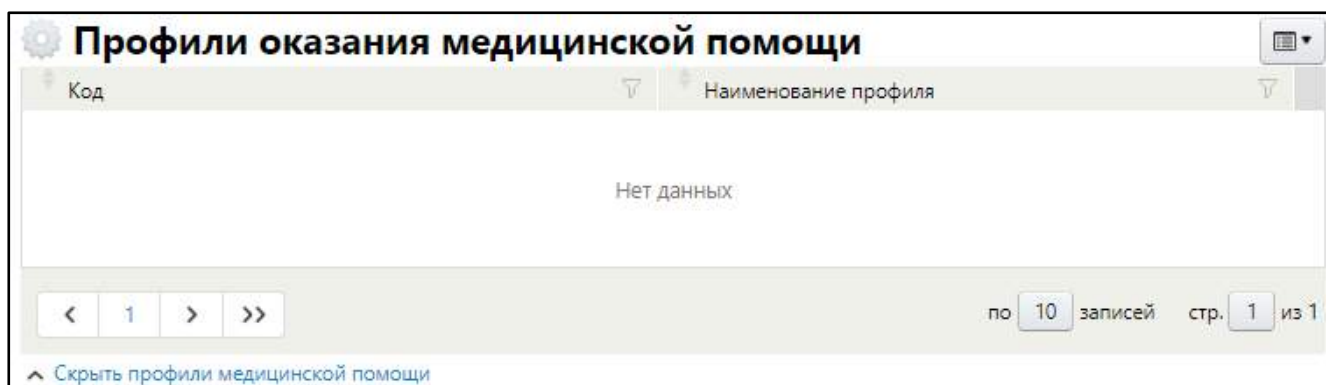 Профили оказания медицинской помощи
Код Наименование профиля
Нет данных
1 по 10 записей стр. 1 из 1
Скрыть профили медицинской помощи